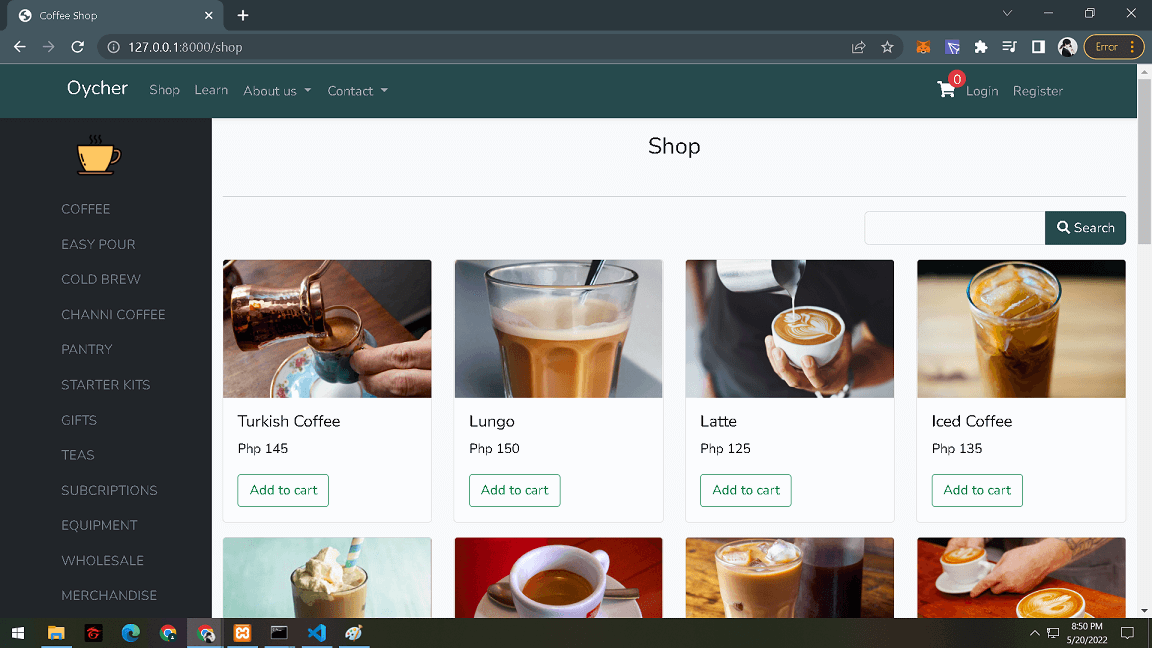 Coffee Shop
127.0.0.1:8000/shop
Error
Oycher
Shop
Learn
About us
Contact
0
Login
Register
COFFEE
EASY POUR
COLD BREW
CHANNI COFFEE
PANTRY
STARTER KITS
GIFTS
TEAS
SUBCRIPTIONS
EQUIPMENT
WHOLESALE
MERCHANDISE
Shop
Search
Turkish Coffee
Php 145
Add to cart
Lungo
Php 150
Add to cart
Latte
Php 125
Add to cart
Iced Coffee
Php 135
Add to cart
8:50 PM
5/20/2022